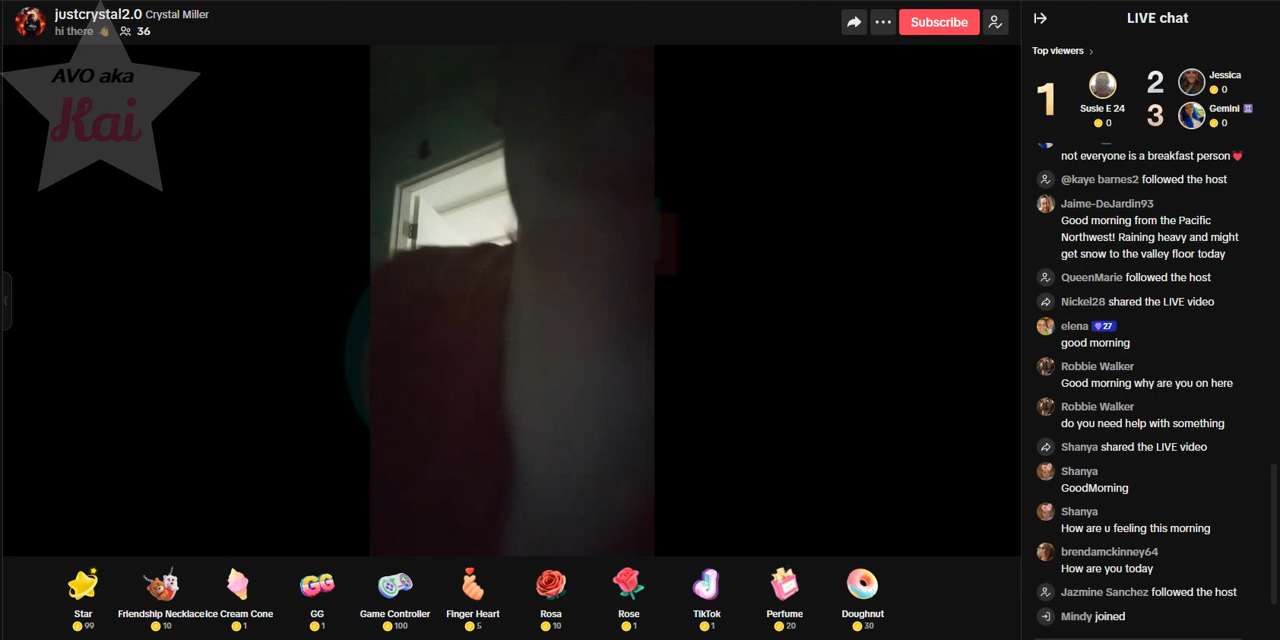 justcrystal2.0 Crystal Miller
hi there 👋 36
Subscribe
AVO aka
Kai
LIVE chat
Top viewers
1
Susie E 24
0
2
Jessica
0
3
Gemini ♊
0
not everyone is a breakfast person💓
@kaye barnes2 followed the host
Jaime-DeJardin93
Good morning from the Pacific
Northwest! Raining heavy and might
get snow to the valley floor today
QueenMarie followed the host
Nickel28 shared the LIVE video
elena 27
good morning
Robbie Walker
Good morning why are you on here
Robbie Walker
do you need help with something
Shanya shared the LIVE video
Shanya
GoodMorning
Shanya
How are u feeling this morning
brendamckinney64
How are you today
Jazmine Sanchez followed the host
Mindy joined
GG
Star Friendship Necklace Ice Cream Cone GG Game Controller Finger Heart Rosa Rose TikTok Perfume Doughnut
99 10 1 1 100 5 10 1 1 20 30